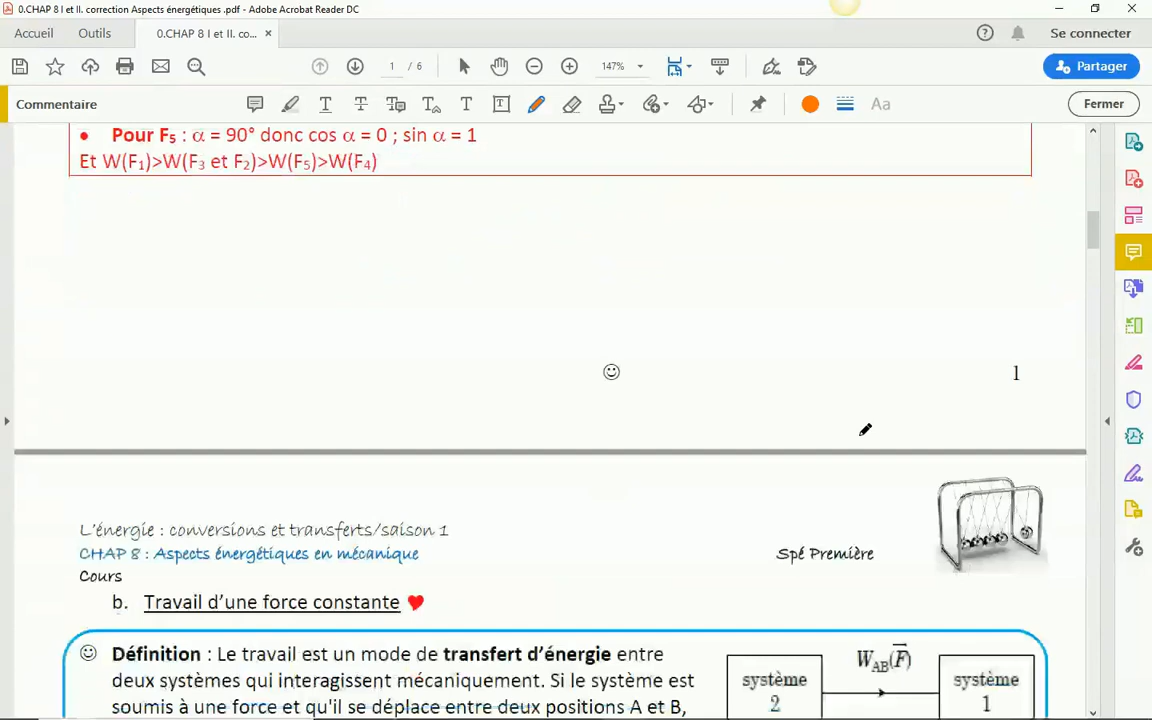 0.CHAP 8 I et II. correction Aspects énergétiques .pdf - Adobe Acrobat Reader DC
Accueil Outils 0.CHAP 8 I et II. co... × Se connecter
1 / 6 147% Partager
Commentaire Aa Fermer
• Pour F₅ : α = 90° donc cos α = 0 ; sin α = 1
Et W(F₁)>W(F₃ et F₂)>W(F₅)>W(F₄)
☺ 1
L'énergie : conversions et transferts/saison 1
CHAP 8 : Aspects énergétiques en mécanique Spé Première
Cours
b. Travail d'une force constante ♥
☺ Définition : Le travail est un mode de transfert d'énergie entre
deux systèmes qui interagissent mécaniquement. Si le système est
soumis à une force et qu'il se déplace entre deux positions A et B,
système 2
W_AB(F⃗)
système 1